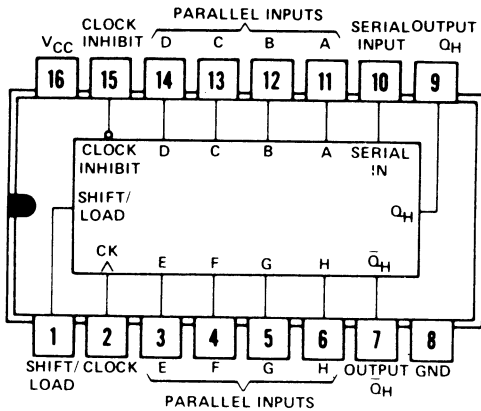 PARALLEL INPUTS
CLOCK SERIAL OUTPUT
VCC INHIBIT D C B A INPUT QH
16 15 14 13 12 11 10 9
CLOCK D C B A SERIAL
INHIBIT IN
SHIFT/
LOAD QH
CK E F G H Q̅H
1 2 3 4 5 6 7 8
SHIFT/ CLOCK E F G H OUTPUT GND
LOAD Q̅H
PARALLEL INPUTS